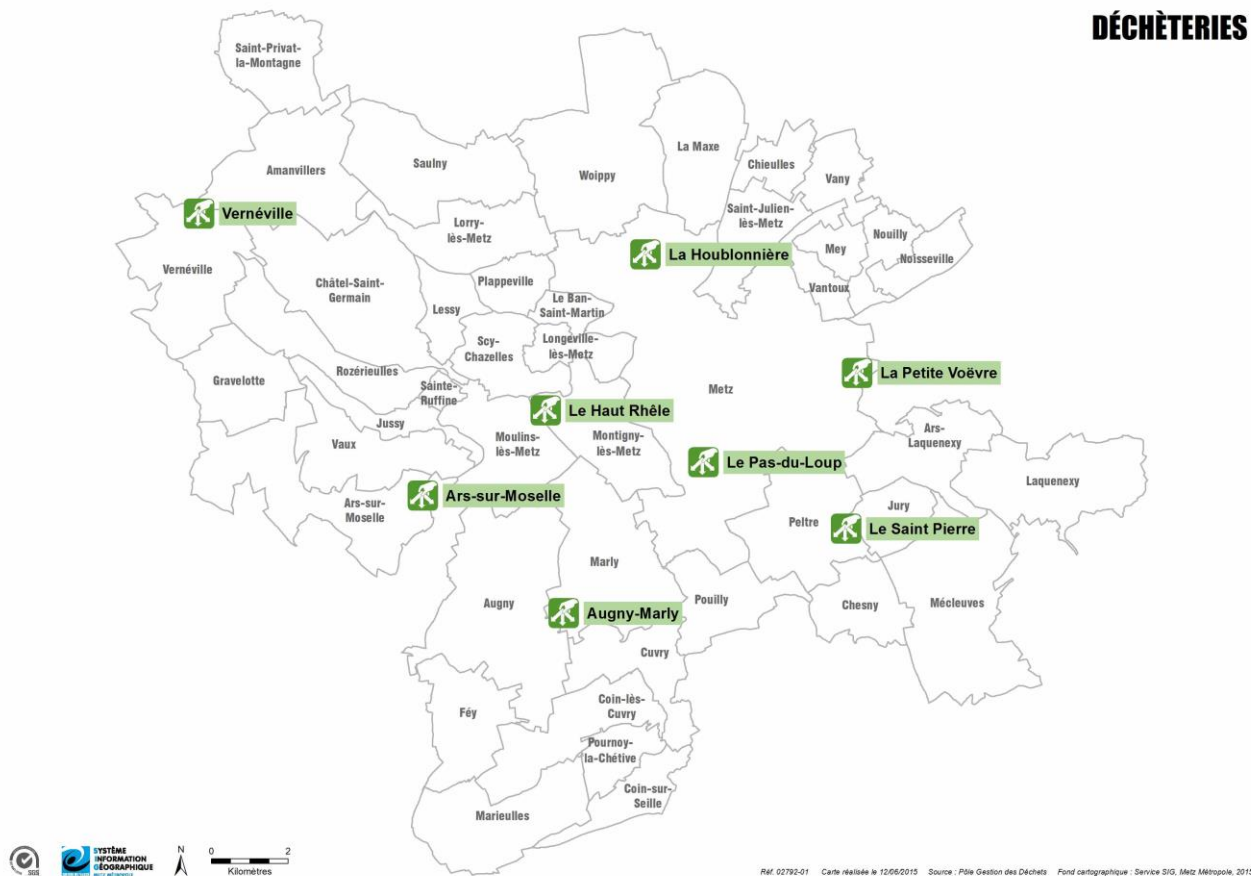 DÉCHÈTERIES
Saint-Privat-
la-Montagne
Amanvillers
Saulny
Woippy
La Maxe
Chieulles
Vany
Vernéville
Lorry-
lès-Metz
Saint-Julien-
lès-Metz
La Houblonnière
Mey
Nouilly
Noisseville
Vernéville
Châtel-Saint-
Germain
Plappeville
Vantoux
Lessy
Le Ban-
Saint-Martin
Scy-
Chazelles
Longeville-
lès-Metz
Gravelotte
Rozérieulles
Sainte-
Ruffine
La Petite Voëvre
Metz
Jussy
Le Haut Rhêle
Vaux
Moulins-
lès-Metz
Montigny-
lès-Metz
Ars-
Laquenexy
Le Pas-du-Loup
Laquenexy
Ars-sur-Moselle
Ars-sur-
Moselle
Jury
Peltre
Le Saint Pierre
Marly
Augny
Augny-Marly
Pouilly
Chesny
Mécleuves
Cuvry
Féy
Coin-lès-
Cuvry
Pournoy-
la-Chétive
Coin-sur-
Seille
Marieulles
SGS
SYSTÈME
INFORMATION
GÉOGRAPHIQUE
METZ MÉTROPOLE
N
0 2
Kilomètres
Réf. 02792-01 Carte réalisée le 12/06/2015 Source : Pôle Gestion des Déchets Fond cartographique : Service SIG, Metz Métropole, 2015